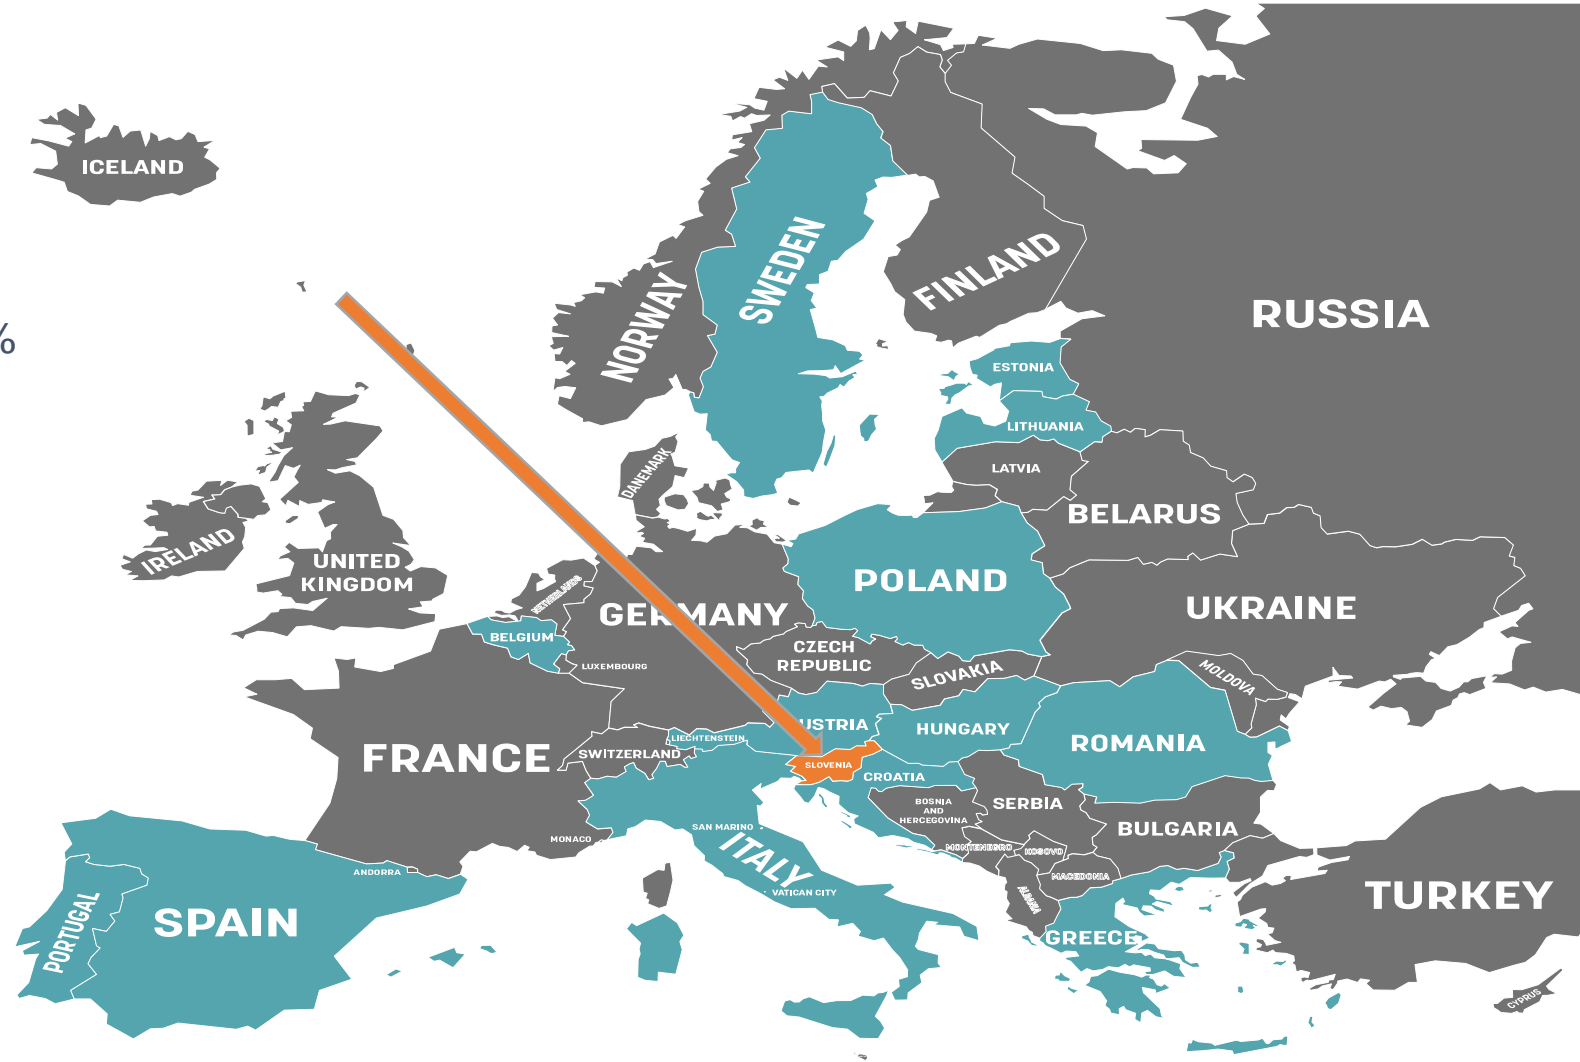 ICELAND
SWEDEN
FINLAND
NORWAY
RUSSIA
%
ESTONIA
LITHUANIA
LATVIA
DANEMARK
BELARUS
IRELAND
UNITED
KINGDOM
NETHERLANDS
POLAND
GERMANY
UKRAINE
BELGIUM
LUXEMBOURG
CZECH
REPUBLIC
SLOVAKIA
MOLDOVA
USTRIA
HUNGARY
LIECHTENSTEIN
ROMANIA
FRANCE
SWITZERLAND
SLOVENIA
CROATIA
BOSNIA
AND
HERCEGOVINA
SERBIA
SAN MARINO
BULGARIA
MONACO
ITALY
MONTENEGRO
KOSOVO
ANDORRA
MACEDONIA
VATICAN CITY
ALBANIA
TURKEY
PORTUGAL
SPAIN
GREECE
CYPRUS